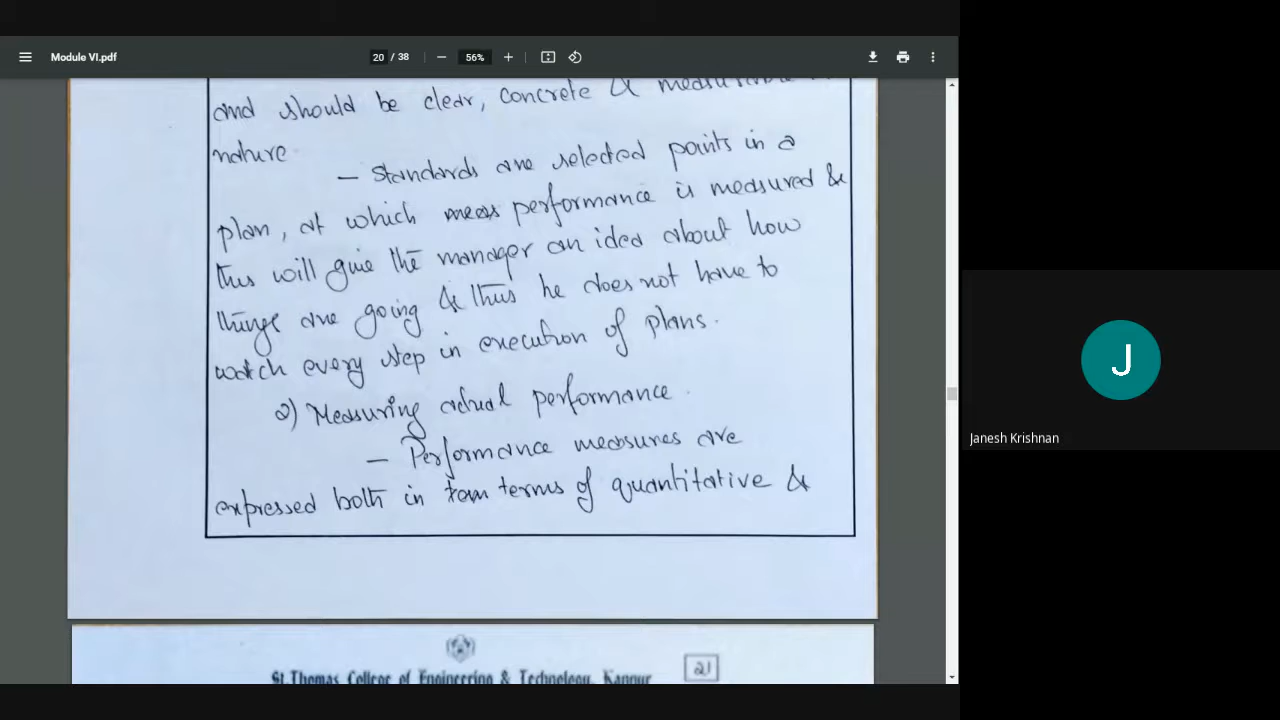 Module VI.pdf
20 / 38
56%
and should be clear, concrete & measurable
nature
— Standards are selected points in a
plan, at which meas performance is measured &
this will give the manager an idea about how
things are going & thus he does not have to
watch every step in execution of plans.
2) Measuring actual performance.
— Performance measures are
expressed both in tem terms of quantitative &
St.Thomas College of Engineering & Technology, Kannur
21
J
Janesh Krishnan